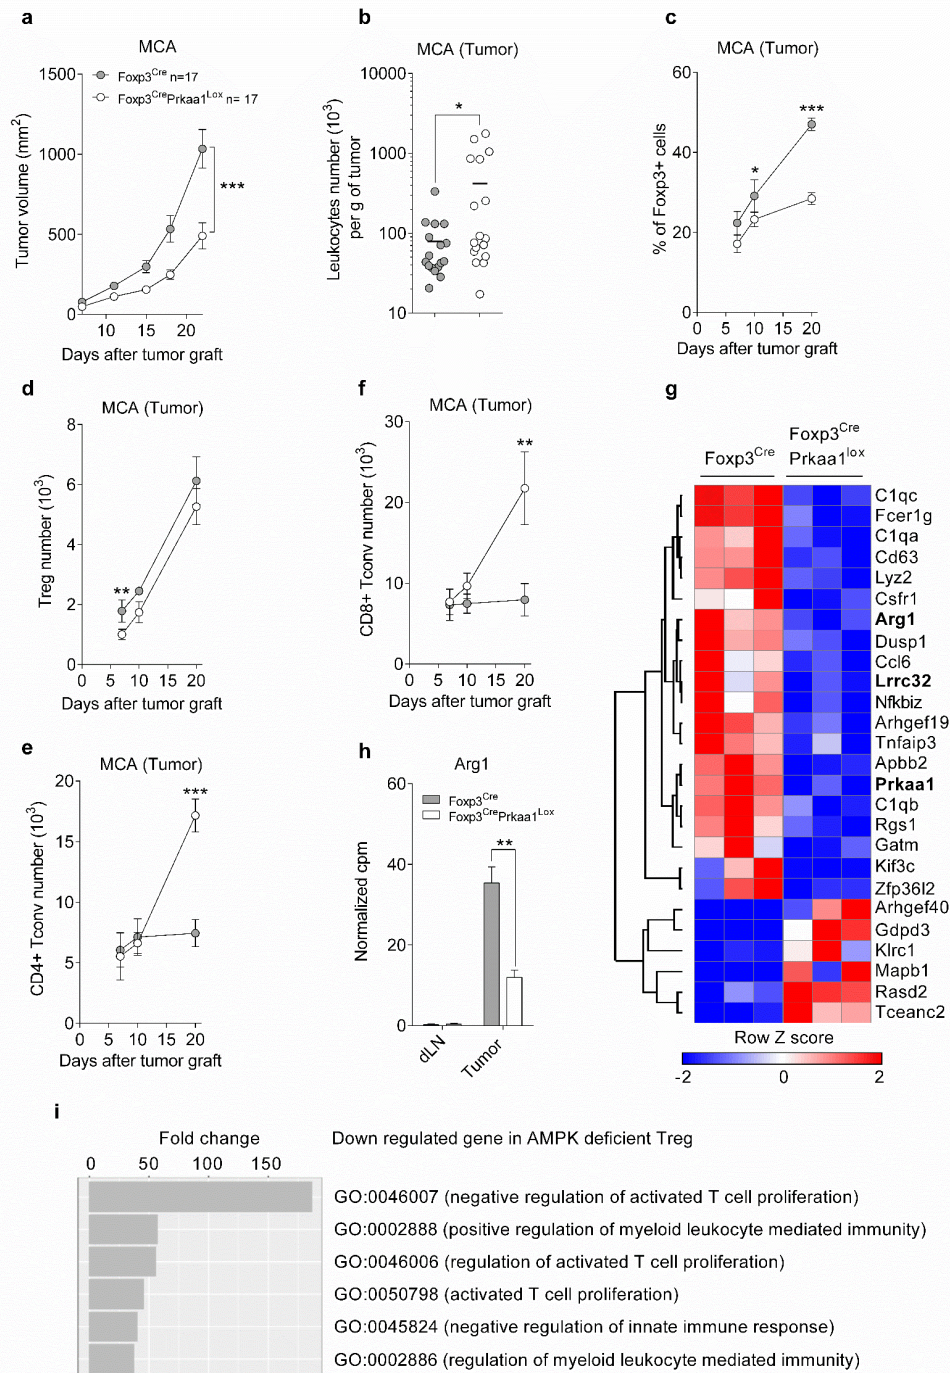 a
MCA
Foxp3Cre n=17
Foxp3CrePrkaa1Lox n= 17
Tumor volume (mm2)
1500
1000
500
0
10 15 20
Days after tumor graft
***
b
MCA (Tumor)
Leukocytes number (103)
per g of tumor
10000
1000
100
10
*
c
MCA (Tumor)
% of Foxp3+ cells
60
40
20
0
0 5 10 15 20
Days after tumor graft
*
***
d
MCA (Tumor)
Treg number (103)
8
6
4
2
0
0 5 10 15 20
Days after tumor graft
**
f
MCA (Tumor)
CD8+ Tconv number (103)
30
20
10
0
0 5 10 15 20
Days after tumor graft
**
g
Foxp3Cre
Foxp3Cre
Prkaa1lox
C1qc
Fcer1g
C1qa
Cd63
Lyz2
Csfr1
Arg1
Dusp1
Ccl6
Lrrc32
Nfkbiz
Arhgef19
Tnfaip3
Apbb2
Prkaa1
C1qb
Rgs1
Gatm
Kif3c
Zfp36l2
Arhgef40
Gdpd3
Klrc1
Mapb1
Rasd2
Tceanc2
Row Z score
-2 0 2
e
MCA (Tumor)
CD4+ Tconv number (103)
20
15
10
5
0
0 5 10 15 20
Days after tumor graft
***
h
Arg1
Foxp3Cre
Foxp3CrePrkaa1Lox
Normalized cpm
60
40
20
0
**
dLN
Tumor
i
Fold change
0 50 100 150
Down regulated gene in AMPK deficient Treg
GO:0046007 (negative regulation of activated T cell proliferation)
GO:0002888 (positive regulation of myeloid leukocyte mediated immunity)
GO:0046006 (regulation of activated T cell proliferation)
GO:0050798 (activated T cell proliferation)
GO:0045824 (negative regulation of innate immune response)
GO:0002886 (regulation of myeloid leukocyte mediated immunity)